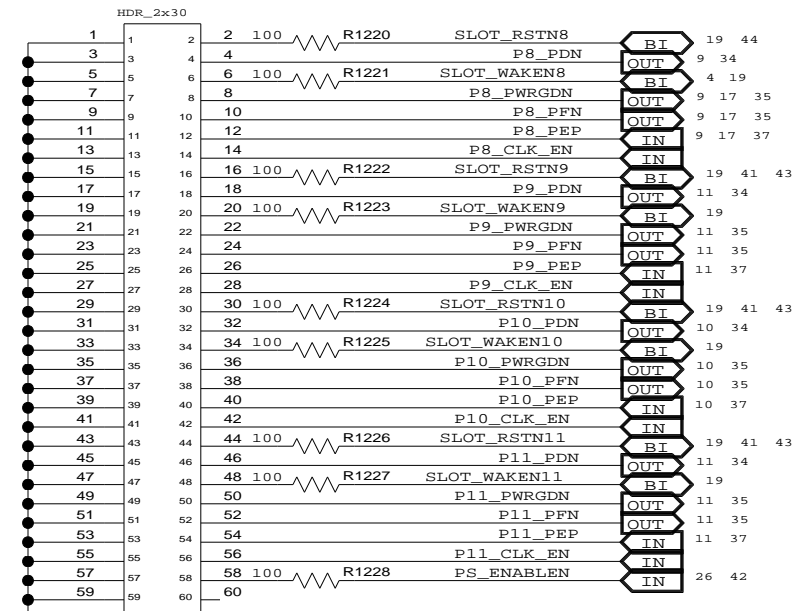 HDR_2x30
1 1 2 2 100 R1220 SLOT_RSTN8 BI 19 44
3 3 4 4 P8_PDN OUT 9 34
5 5 6 6 100 R1221 SLOT_WAKEN8 BI 4 19
7 7 8 8 P8_PWRGDN OUT 9 17 35
9 9 10 10 P8_PFN OUT 9 17 35
11 11 12 12 P8_PEP IN 9 17 37
13 13 14 14 P8_CLK_EN IN
15 15 16 16 100 R1222 SLOT_RSTN9 BI 19 41 43
17 17 18 18 P9_PDN OUT 11 34
19 19 20 20 100 R1223 SLOT_WAKEN9 BI 19
21 21 22 22 P9_PWRGDN OUT 11 35
23 23 24 24 P9_PFN OUT 11 35
25 25 26 26 P9_PEP IN 11 37
27 27 28 28 P9_CLK_EN IN
29 29 30 30 100 R1224 SLOT_RSTN10 BI 19 41 43
31 31 32 32 P10_PDN OUT 10 34
33 33 34 34 100 R1225 SLOT_WAKEN10 BI 19
35 35 36 36 P10_PWRGDN OUT 10 35
37 37 38 38 P10_PFN OUT 10 35
39 39 40 40 P10_PEP IN 10 37
41 41 42 42 P10_CLK_EN IN
43 43 44 44 100 R1226 SLOT_RSTN11 BI 19 41 43
45 45 46 46 P11_PDN OUT 11 34
47 47 48 48 100 R1227 SLOT_WAKEN11 BI 19
49 49 50 50 P11_PWRGDN OUT 11 35
51 51 52 52 P11_PFN OUT 11 35
53 53 54 54 P11_PEP IN 11 37
55 55 56 56 P11_CLK_EN IN
57 57 58 58 100 R1228 PS_ENABLEN IN 26 42
59 59 60 60